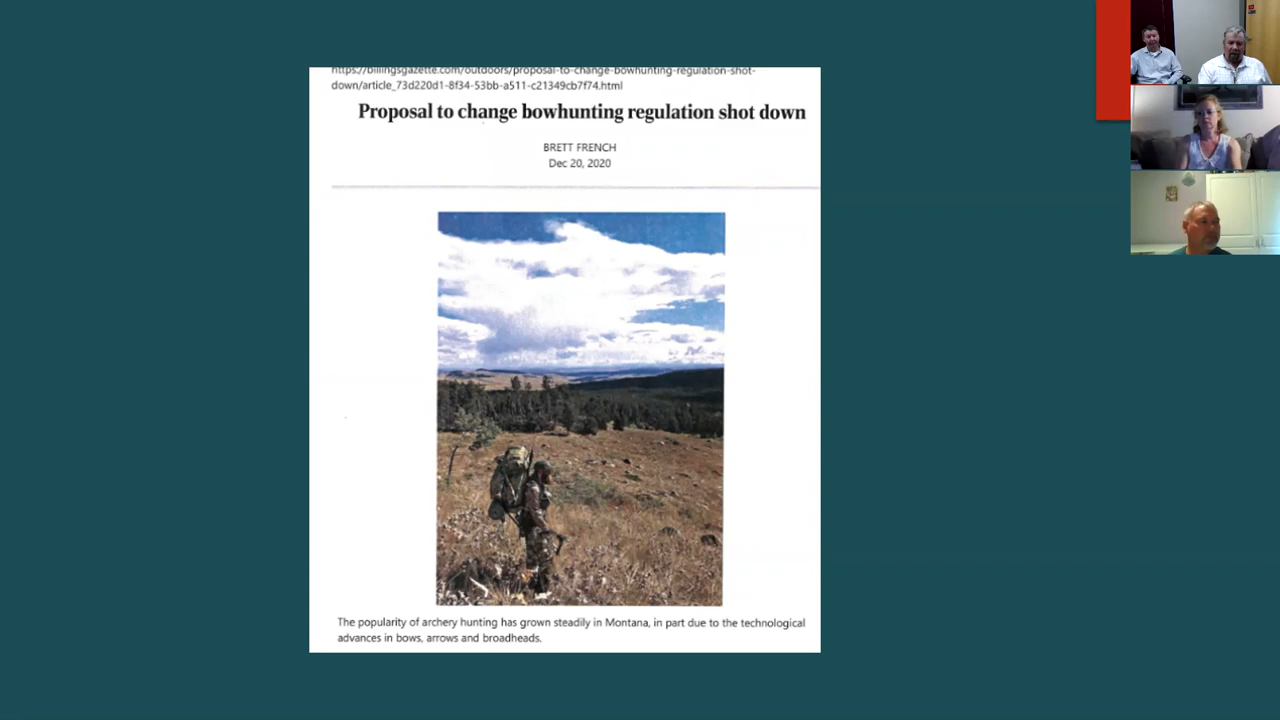 https://billingsgazette.com/outdoors/proposal-to-change-bowhunting-regulation-shot-
down/article_73d220d1-8f34-53bb-a511-c21349cb7f74.html
Proposal to change bowhunting regulation shot down
BRETT FRENCH
Dec 20, 2020
The popularity of archery hunting has grown steadily in Montana, in part due to the technological
advances in bows, arrows and broadheads.